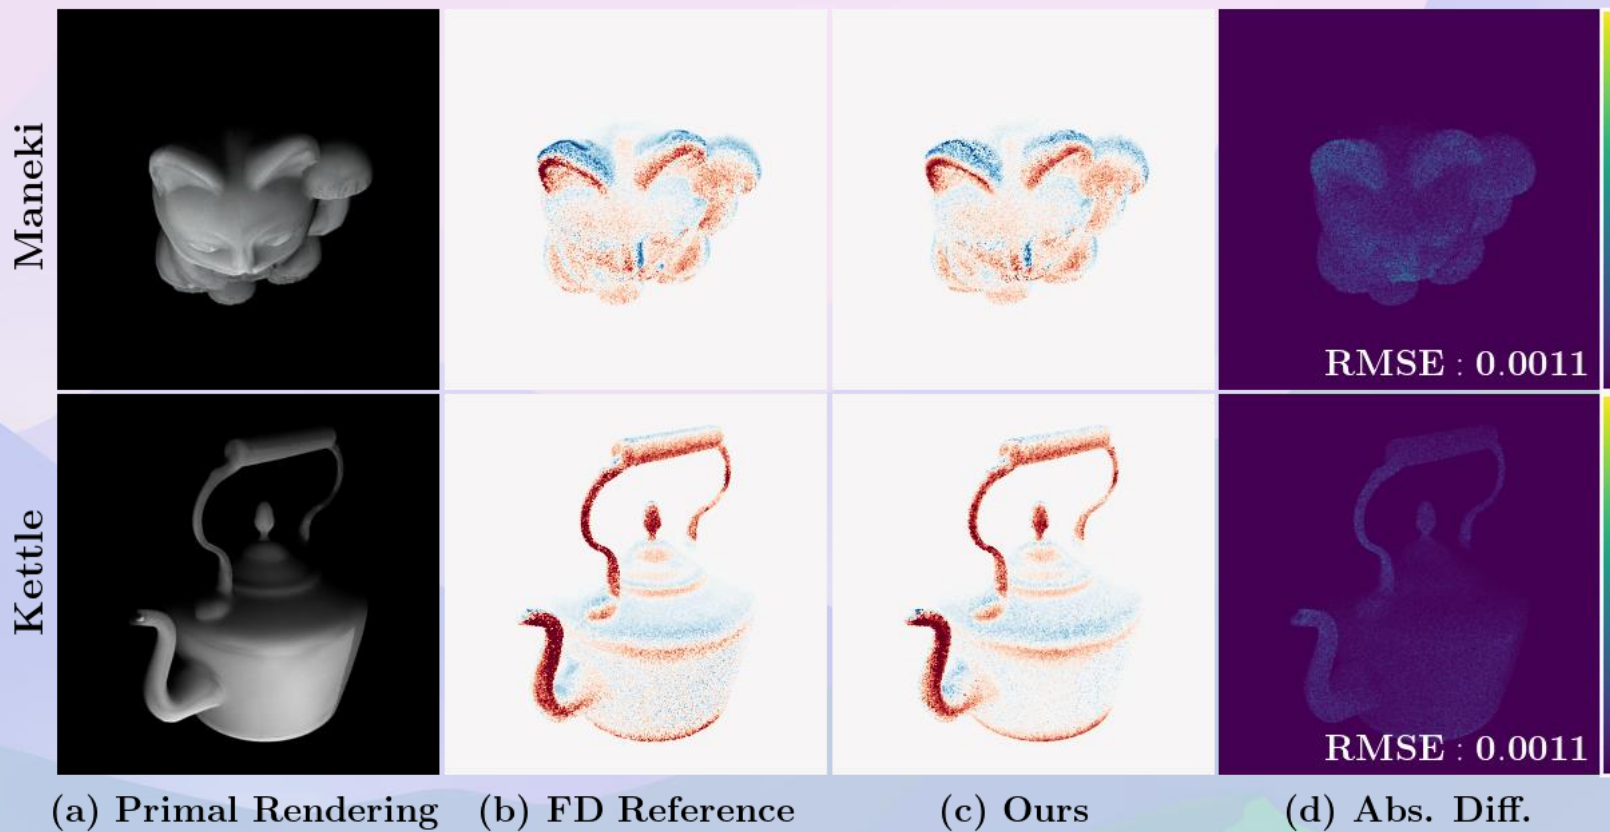 Maneki
RMSE : 0.0011
Kettle
RMSE : 0.0011
(a) Primal Rendering
(b) FD Reference
(c) Ours
(d) Abs. Diff.